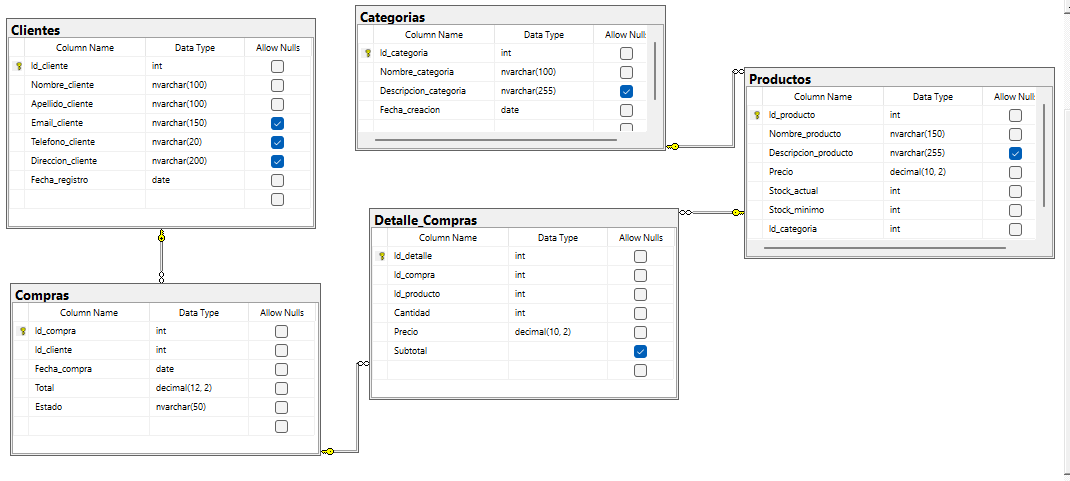 Clientes
Column Name Data Type Allow Nulls
Id_cliente int
Nombre_cliente nvarchar(100)
Apellido_cliente nvarchar(100)
Email_cliente nvarchar(150)
Telefono_cliente nvarchar(20)
Direccion_cliente nvarchar(200)
Fecha_registro date
Categorias
Column Name Data Type Allow Nulls
Id_categoria int
Nombre_categoria nvarchar(100)
Descripcion_categoria nvarchar(255)
Fecha_creacion date
Productos
Column Name Data Type Allow Nulls
Id_producto int
Nombre_producto nvarchar(150)
Descripcion_producto nvarchar(255)
Precio decimal(10, 2)
Stock_actual int
Stock_minimo int
Id_categoria int
Detalle_Compras
Column Name Data Type Allow Nulls
Id_detalle int
Id_compra int
Id_producto int
Cantidad int
Precio decimal(10, 2)
Subtotal
Compras
Column Name Data Type Allow Nulls
Id_compra int
Id_cliente int
Fecha_compra date
Total decimal(12, 2)
Estado nvarchar(50)